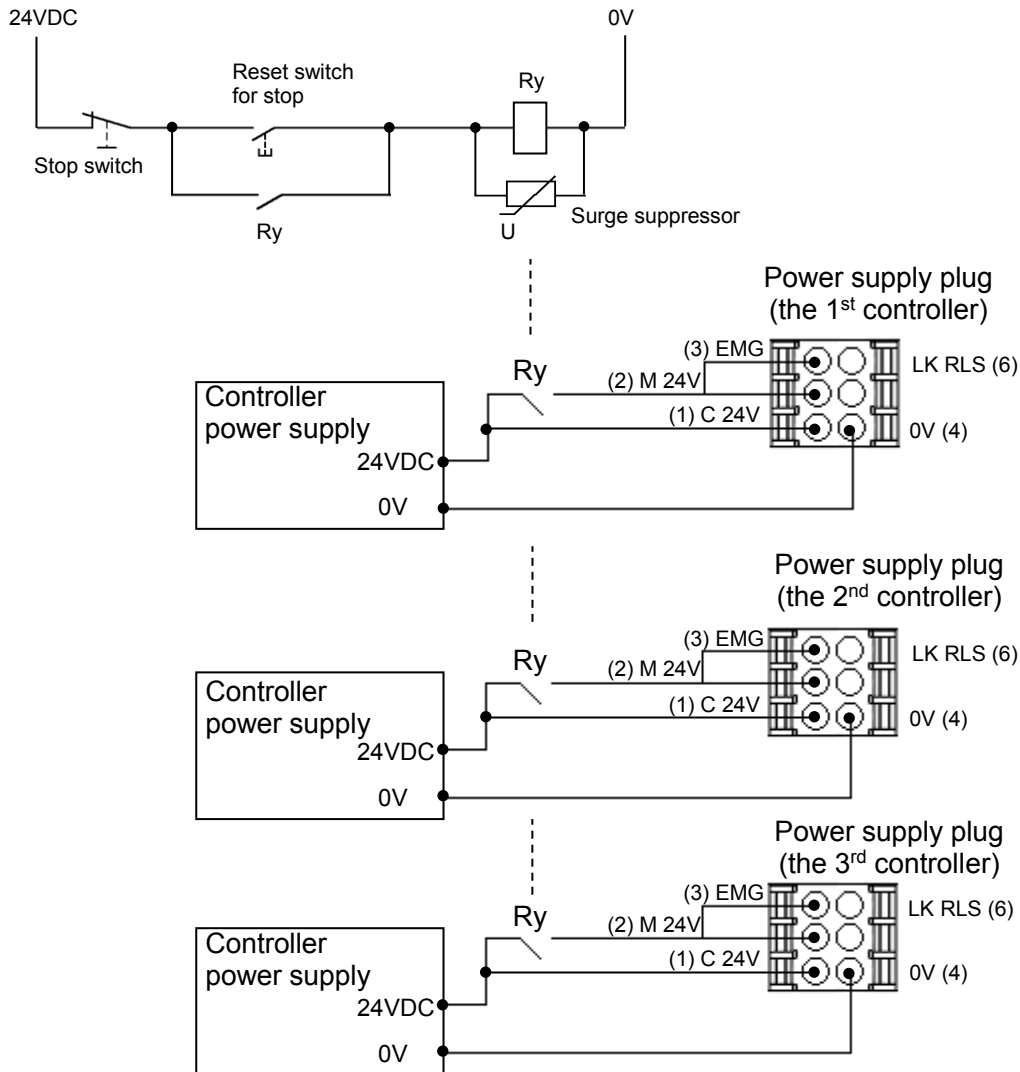 24VDC
0V
Reset switch
for stop
Ry
Stop switch
Ry
U
Surge suppressor
Power supply plug
(the 1st controller)
(3) EMG
LK RLS (6)
Ry
(2) M 24V
Controller
power supply
(1) C 24V
0V (4)
24VDC
0V
Power supply plug
(the 2nd controller)
(3) EMG
LK RLS (6)
Ry
(2) M 24V
Controller
power supply
(1) C 24V
0V (4)
24VDC
0V
Power supply plug
(the 3rd controller)
(3) EMG
LK RLS (6)
Ry
(2) M 24V
Controller
power supply
(1) C 24V
0V (4)
24VDC
0V